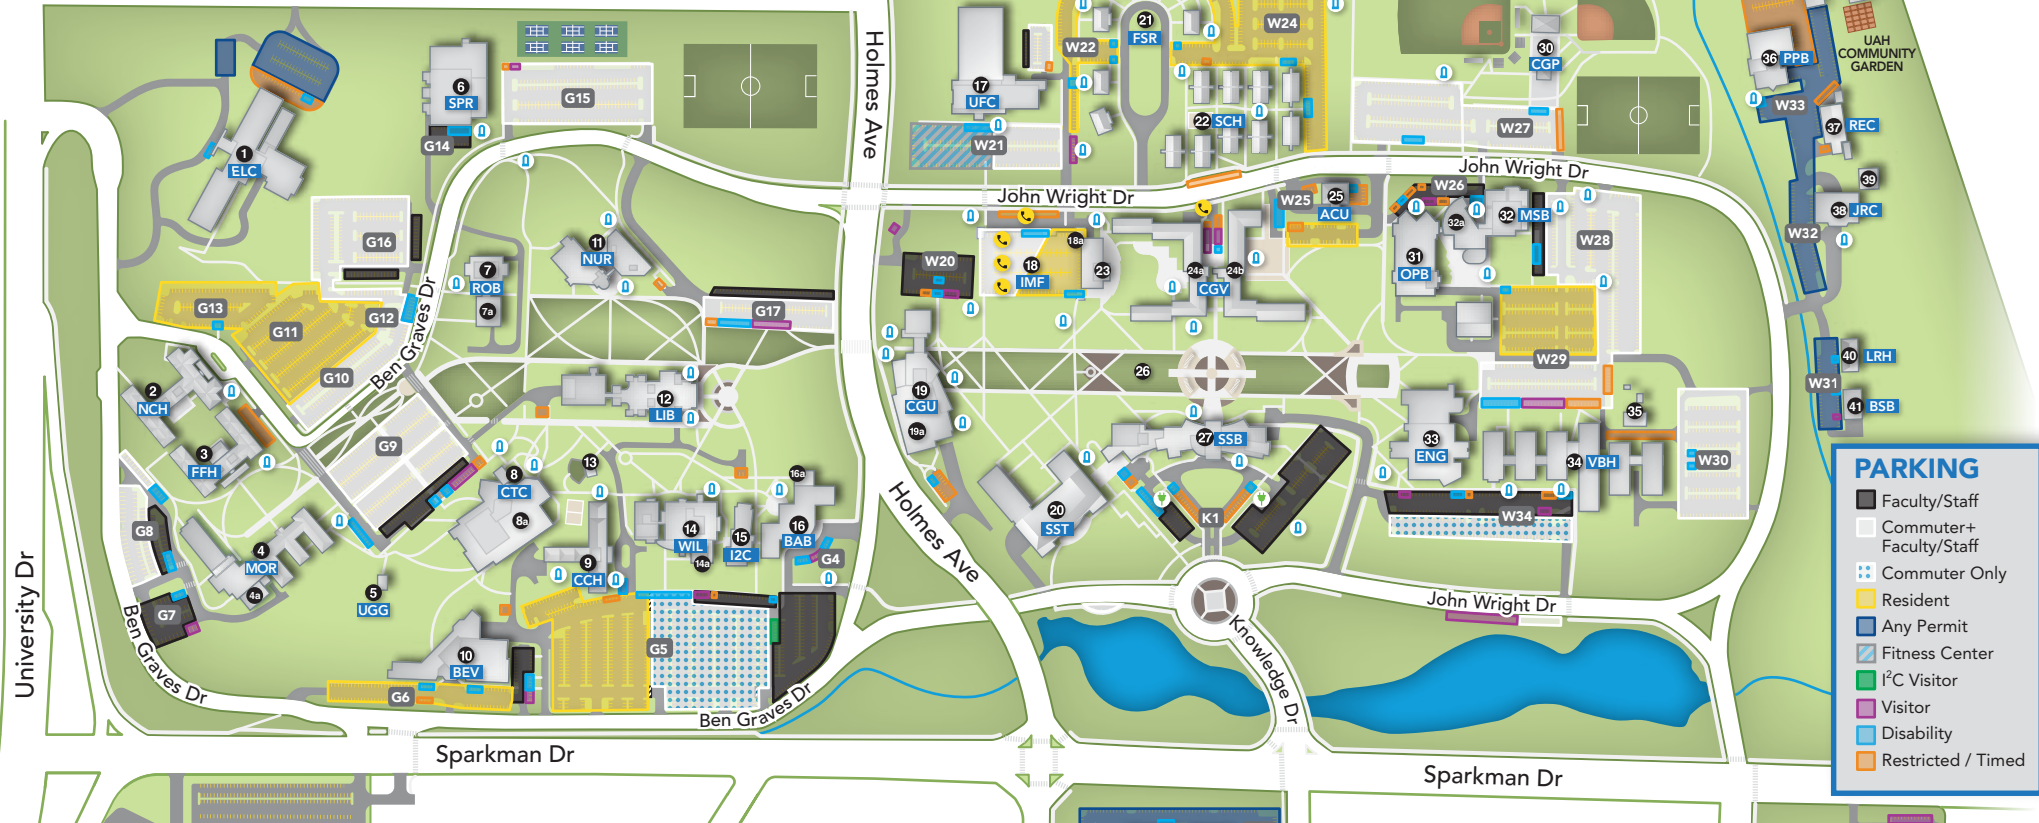 21
FSR
W24
UAH
COMMUNITY
GARDEN
W22
30
CGP
36 PPB
Holmes Ave
6
SPR
G15
17
UFC
W33
22 SCH
W27
37 REC
G14
W21
1
ELC
John Wright Dr
John Wright Dr
39
W26
25
ACU
W25
32a
32 MSB
38 JRC
G16
11
NUR
18a
W28
W32
7
ROB
7a
W20
18
IMF
23
24a
24b
CGV
31
OPB
G13
G12
G11
G17
Ben Graves Dr
G10
W29
40 LRH
26
2
NCH
12
LIB
19
CGU
19a
W31
41 BSB
35
3
FFH
G9
27 SSB
33
ENG
34 VBH
W30
8
CTC
8a
13
16a
Holmes Ave
G8
4
MOR
4a
14
WIL
14a
15
I2C
16
BAB
G4
20
SST
K1
W34
9
CCH
5
UGG
G7
University Dr
Ben Graves Dr
John Wright Dr
Knowledge Dr
10
BEV
G5
G6
Ben Graves Dr
Sparkman Dr
Sparkman Dr
PARKING
Faculty/Staff
Commuter+
Faculty/Staff
Commuter Only
Resident
Any Permit
Fitness Center
I²C Visitor
Visitor
Disability
Restricted / Timed